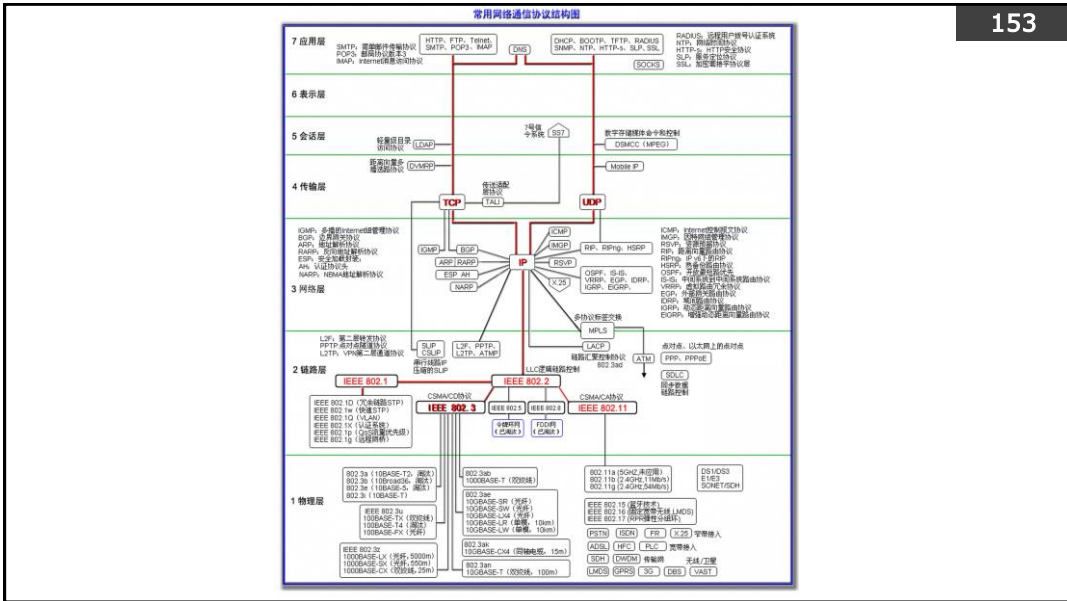 常用网络通信协议结构图
153
7 应用层
SMTP：简单邮件传输协议
POP3：邮局协议版本3
IMAP：Internet消息访问协议
HTTP、FTP、Telnet、
SMTP、POP3、IMAP
DNS
DHCP、BOOTP、TFTP、RADIUS
SNMP、NTP、HTTP-s、SLP、SSL
SOCKS
RADIUS：远程用户拨号认证系统
NTP：网络时间协议
HTTP-s：HTTP安全协议
SLP：服务定位协议
SSL：加密套接字协议层
6 表示层
5 会话层
轻量级目录
访问协议
LDAP
7号信
令系统
SS7
数字存储媒体命令和控制
DSMCC（MPEG）
距离向量多
播选路协议
DVMRP
Mobile IP
4 传输层
传送适配
层协议
TALI
TCP
UDP
IGMP：多播的Internet组管理协议
BGP：边界网关协议
ARP：地址解析协议
RARP：反向地址解析协议
ESP：安全加载封装；
AH：认证协议头
NARP：NBMA地址解析协议
3 网络层
IGMP
BGP
ARP
RARP
ESP AH
NARP
IP
ICMP
IMGP
RSVP
X.25
RIP、RIPng、HSRP
OSPF、IS-IS、
VRRP、EGP、IDRP、
IGRP、EIGRP、
ICMP：Internet控制报文协议
IMGP：因特网组管理协议
RSVP：资源预留协议
RIP：距离向量路由协议
RIPng：IP v6下的RIP
HSRP：热备份路由协议
OSPF：开放最短路优先
IS-IS：中间系统到中间系统路由协议
VRRP：虚拟路由冗余协议
EGP：外部网关路由协议
IDRP：域间路由协议
IGRP：动态距离向量路由协议
EIGRP：增强动态距离向量路由协议
多协议标签交换
MPLS
L2F：第二层转发协议
PPTP:点对点隧道协议
L2TP：VPN第二层通道协议
2 链路层
SLIP
CSLIP
串行线路IP
压缩的SLIP
L2F、PPTP、
L2TP、ATMP
LACP
链路汇聚控制协议
802.3ad
ATM
点对点、以太网上的点对点
PPP、PPPoE
SDLC
同步数据
链路控制
LLC逻辑链路控制
IEEE 802.1
IEEE 802.2
CSMA/CD协议
IEEE 802.3
IEEE 802.5
CSMA/CA协议
IEEE 802.11
令牌环网
（已淘汰）
FDDI网
（已淘汰）
IEEE 802.1D（冗余链路STP）
IEEE 802.1w（快速STP）
IEEE 802.1Q（VLAN）
IEEE 802.1X（认证系统）
IEEE 802.1p（QoS流量优先级）
IEEE 802.1g（远程网桥）
1 物理层
802.3a（10BASE-T2，淘汰）
802.3b（10Broad36，淘汰）
802.3e（10BASE-5，淘汰）
802.3i（10BASE-T）
IEEE 802.3u
100BASE-TX（双绞线）
100BASE-T4（淘汰）
100BASE-FX（光纤）
IEEE 802.3z
1000BASE-LX（光纤,5000m）
1000BASE-SX（光纤,550m）
1000BASE-CX（双绞线,25m）
802.3ab
1000BASE-T（双绞线）
802.3ae
10GBASE-SR（光纤）
10GBASE-SW（光纤）
10GBASE-LX4（光纤）
10GBASE-LR（单模，10km）
10GBASE-LW（单模，10km）
802.3ak
10GBASE-CX4（同轴电缆，15m）
802.3an
10GBASE-T（双绞线，100m）
802.11a（5GHZ,未应用）
802.11b（2.4GHZ,11Mb/s）
802.11g（2.4GHZ,54Mb/s）
DS1/DS3
E1/E3
SONET/SDH
IEEE 802.15（蓝牙技术）
IEEE 802.16（固定宽带无线,LMDS）
IEEE 802.17（RPR弹性分组环）
PSTN
ISDN
FR
X.25
窄带接入
ADSL
HFC
PLC
宽带接入
SDH
DWDM
传输网
无线/卫星
LMDS
GPRS
3G
DBS
VAST